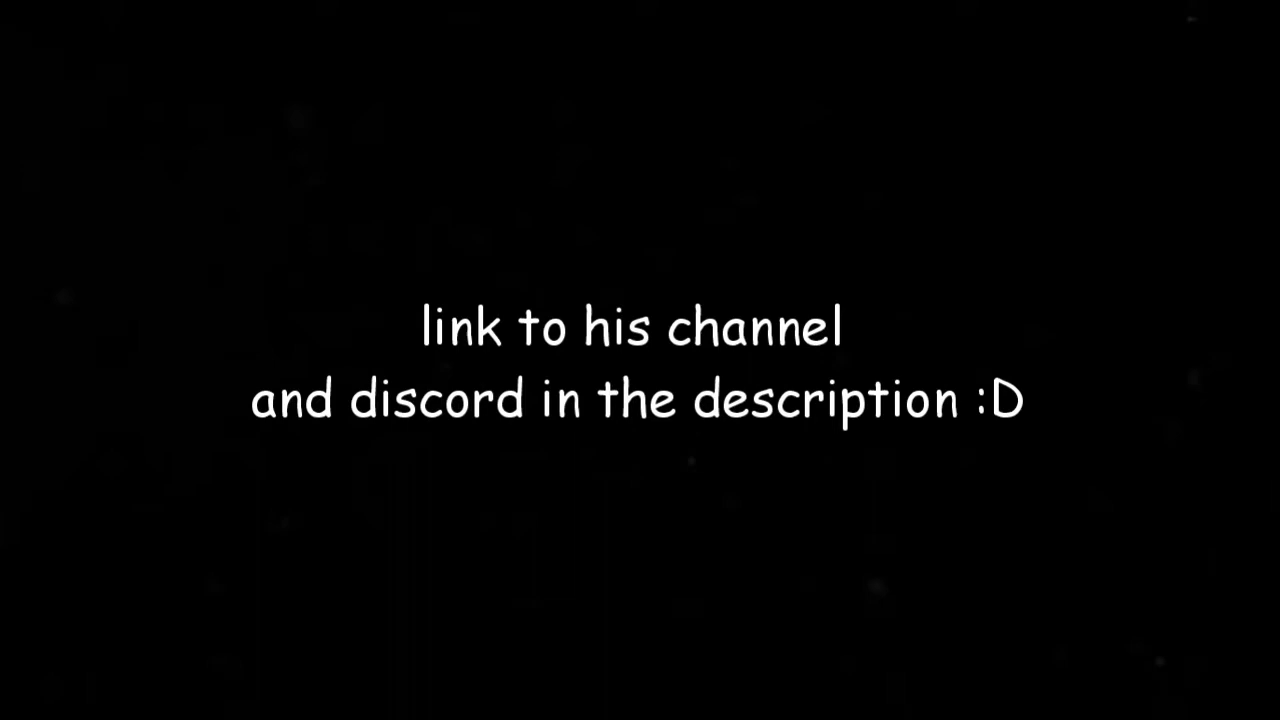 link to his channel
and discord in the description :D